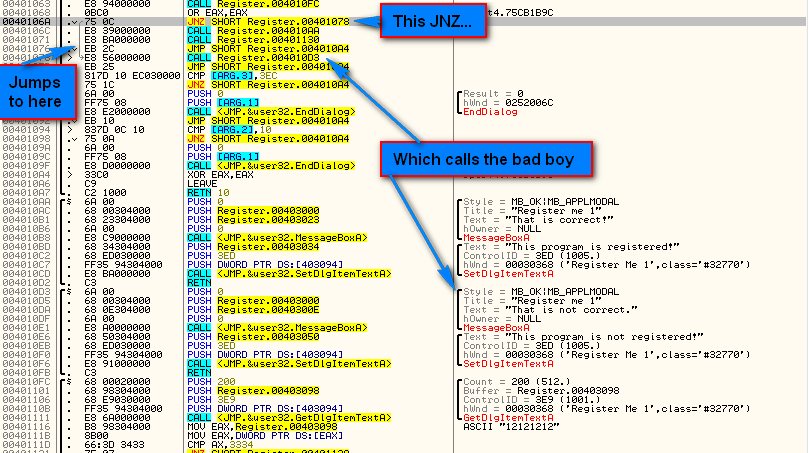 00401063 . E8 94000000 CALL Register.004010FC
00401068 . 0BC0 OR EAX,EAX t4.75CB1B9C
0040106A . 75 0C JNZ SHORT Register.00401078
0040106C . E8 39000000 CALL Register.004010AA
00401071 . E8 BA000000 CALL Register.00401130
00401076 . EB 2C JMP SHORT Register.004010A4
E8 56000000 CALL Register.004010D3
EB 25 JMP SHORT Register.004010A4
817D 10 EC030000 CMP [ARG.3],3EC
75 1C JNZ SHORT Register.004010A4
6A 00 PUSH 0 Result = 0
FF75 08 PUSH [ARG.1] hWnd = 0252006C
E8 E2000000 CALL <JMP.&user32.EndDialog> EndDialog
00401092 . EB 10 JMP SHORT Register.004010A4
00401094 > 837D 0C 10 CMP [ARG.2],10
00401098 . 75 0A JNZ SHORT Register.004010A4
0040109A . 6A 00 PUSH 0
0040109C . FF75 08 PUSH [ARG.1]
0040109F . E8 D0000000 CALL <JMP.&user32.EndDialog>
004010A4 > 33C0 XOR EAX,EAX
004010A6 . C9 LEAVE
004010A7 . C2 1000 RETN 10
004010AA $ 6A 00 PUSH 0 Style = MB_OK|MB_APPLMODAL
004010AC . 68 00304000 PUSH Register.00403000 Title = "Register me 1"
004010B1 . 68 23304000 PUSH Register.00403023 Text = "That is correct!"
004010B6 . 6A 00 PUSH 0 hOwner = NULL
004010B8 . E8 C9000000 CALL <JMP.&user32.MessageBoxA> MessageBoxA
004010BD . 68 34304000 PUSH Register.00403034 Text = "This program is registered!"
004010C2 . 68 ED030000 PUSH 3ED ControlID = 3ED (1005.)
004010C7 . FF35 94304000 PUSH DWORD PTR DS:[403094] hWnd = 00030368 ('Register Me 1',class='#32770')
004010CD . E8 BA000000 CALL <JMP.&user32.SetDlgItemTextA> SetDlgItemTextA
004010D2 . C3 RETN
004010D3 $ 6A 00 PUSH 0 Style = MB_OK|MB_APPLMODAL
004010D5 . 68 00304000 PUSH Register.00403000 Title = "Register me 1"
004010DA . 68 0E304000 PUSH Register.0040300E Text = "That is not correct."
004010DF . 6A 00 PUSH 0 hOwner = NULL
004010E1 . E8 A0000000 CALL <JMP.&user32.MessageBoxA> MessageBoxA
004010E6 . 68 50304000 PUSH Register.00403050 Text = "This program is not registered!"
004010EB . 68 ED030000 PUSH 3ED ControlID = 3ED (1005.)
004010F0 . FF35 94304000 PUSH DWORD PTR DS:[403094] hWnd = 00030368 ('Register Me 1',class='#32770')
004010F6 . E8 91000000 CALL <JMP.&user32.SetDlgItemTextA> SetDlgItemTextA
004010FB . C3 RETN
004010FC $ 68 00020000 PUSH 200 Count = 200 (512.)
00401101 . 68 98304000 PUSH Register.00403098 Buffer = Register.00403098
00401106 . 68 E9030000 PUSH 3E9 ControlID = 3E9 (1001.)
0040110B . FF35 94304000 PUSH DWORD PTR DS:[403094] hWnd = 00030368 ('Register Me 1',class='#32770')
00401111 . E8 6A000000 CALL <JMP.&user32.GetDlgItemTextA> GetDlgItemTextA
00401116 . B8 98304000 MOV EAX,Register.00403098 ASCII "12121212"
0040111B . 8B00 MOV EAX,DWORD PTR DS:[EAX]
0040111D . 66:3D 3433 CMP AX,3334
This JNZ...
Jumps
to here
Which calls the bad boy